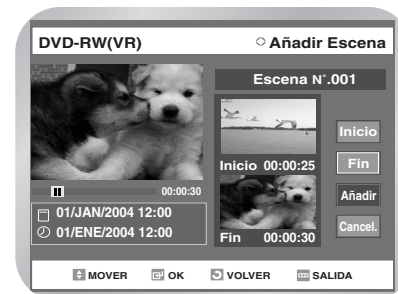 DVD-RW(VR)
Añadir Escena
Escena N°.001
Inicio 00:00:25
Fin 00:00:30
Inicio
Fin
Añadir
Cancel.
00:00:30
01/JAN/2004 12:00
01/ENE/2004 12:00
MOVER OK VOLVER SALIDA